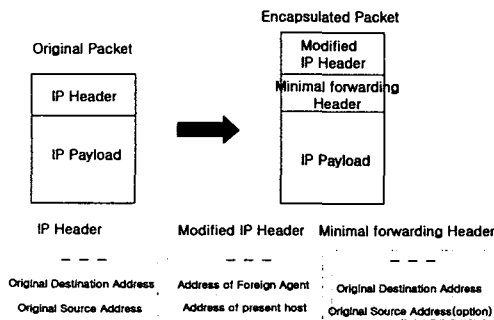 Original Packet
IP Header
IP Payload
Encapsulated Packet
Modified
IP Header
Minimal forwarding
Header
IP Payload
IP Header
Original Destination Address
Original Source Address
Modified IP Header
Address of Foreign Agent
Address of present host
Minimal forwarding Header
Original Destination Address
Original Source Address(option)